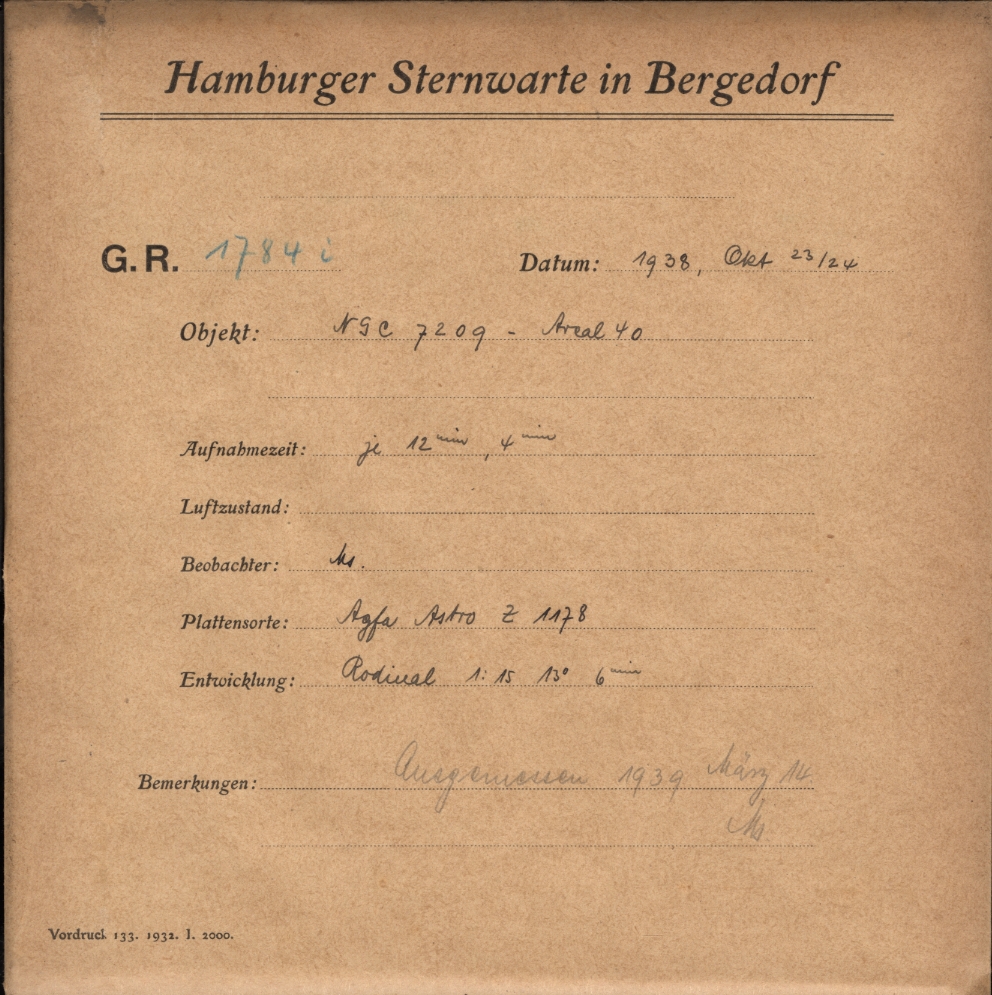 Hamburger Sternwarte in Bergedorf
G.R. 1784 i Datum: 1938, Okt 23/24
Objekt: NGC 7209 - Areal 40
Aufnahmezeit: je 12 min, 4 min
Luftzustand:
Beobachter: Ms.
Plattensorte: Agfa Astro Z 1178
Entwicklung: Rodinal 1:15 13° 6 min
Bemerkungen: Ausgemessen 1939 März 14
Ms
Vordruck 133. 1932. I. 2000.